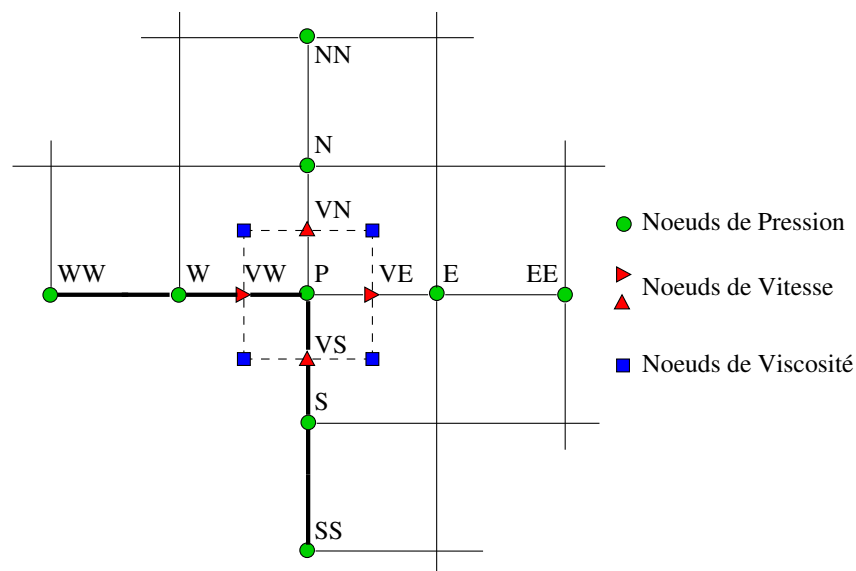 NN
N
VN
WW W VW P VE E EE
VS
S
SS
Noeuds de Pression
Noeuds de Vitesse
Noeuds de Viscosité